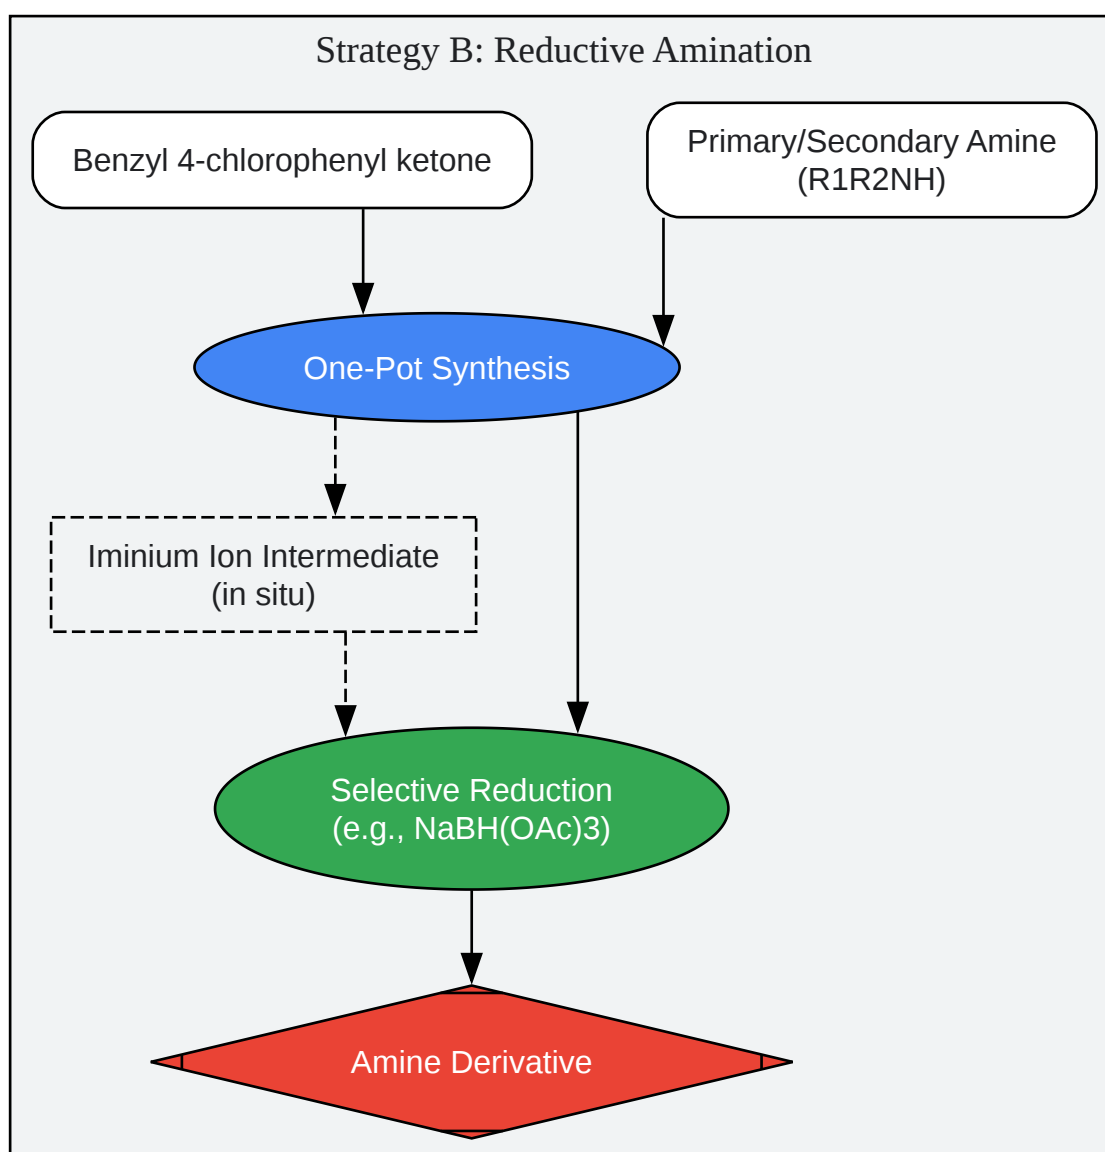 Strategy B: Reductive Amination
Benzyl 4-chlorophenyl ketone
Primary/Secondary Amine
(R1R2NH)
One-Pot Synthesis
Iminium Ion Intermediate
(in situ)
Selective Reduction
(e.g., NaBH(OAc)3)
Amine Derivative